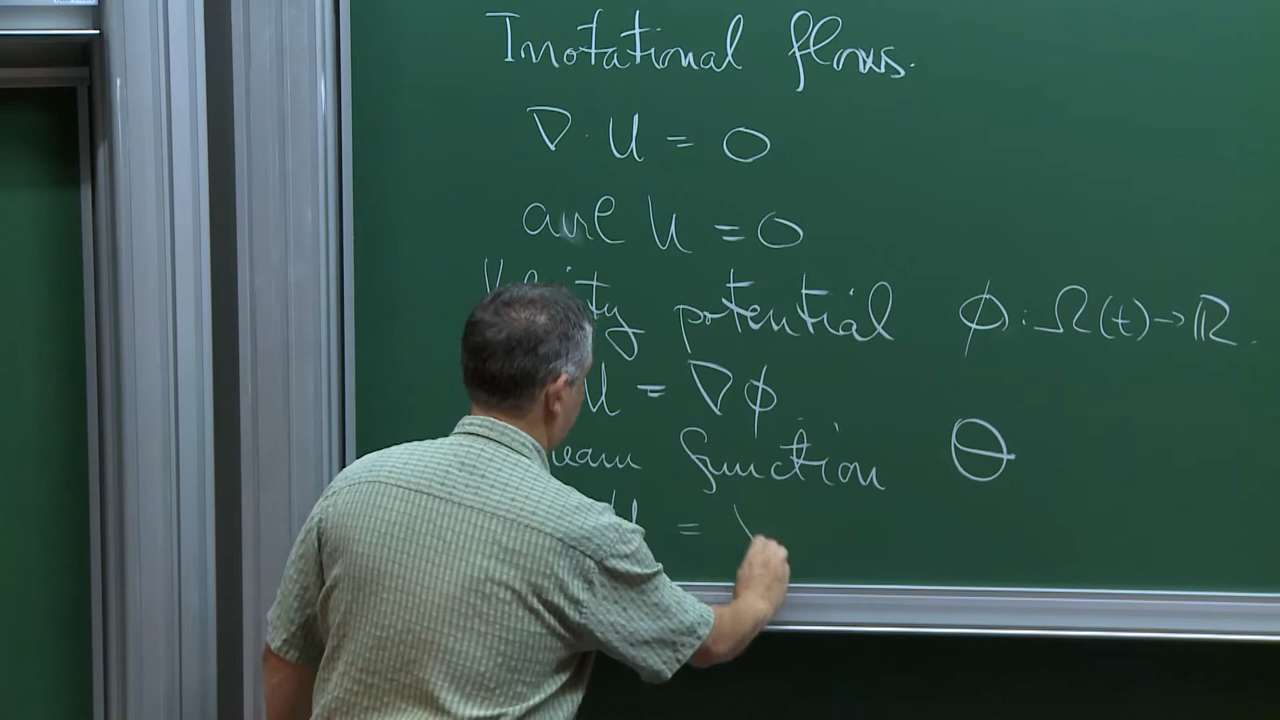 Irrotational flows.
∇ · u = 0
curl u = 0
potential ϕ : Ω(t) → ℝ.
u = ∇ϕ
function Θ
u =